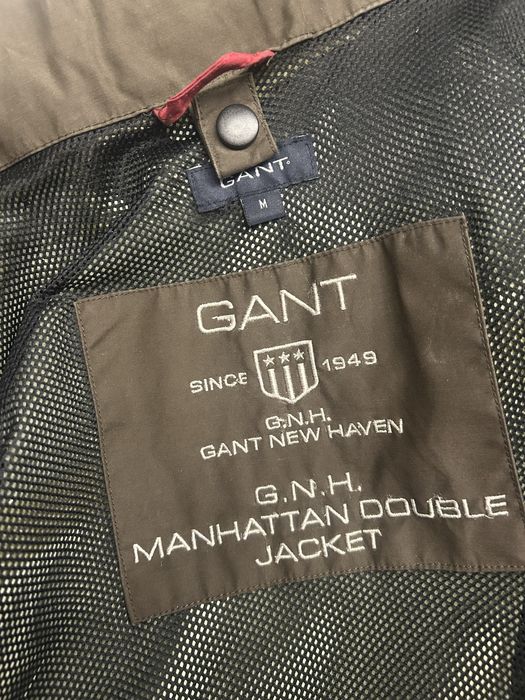 GANT
M
GANT
SINCE 1949
G.N.H.
GANT NEW HAVEN
G.N.H.
MANHATTAN DOUBLE
JACKET